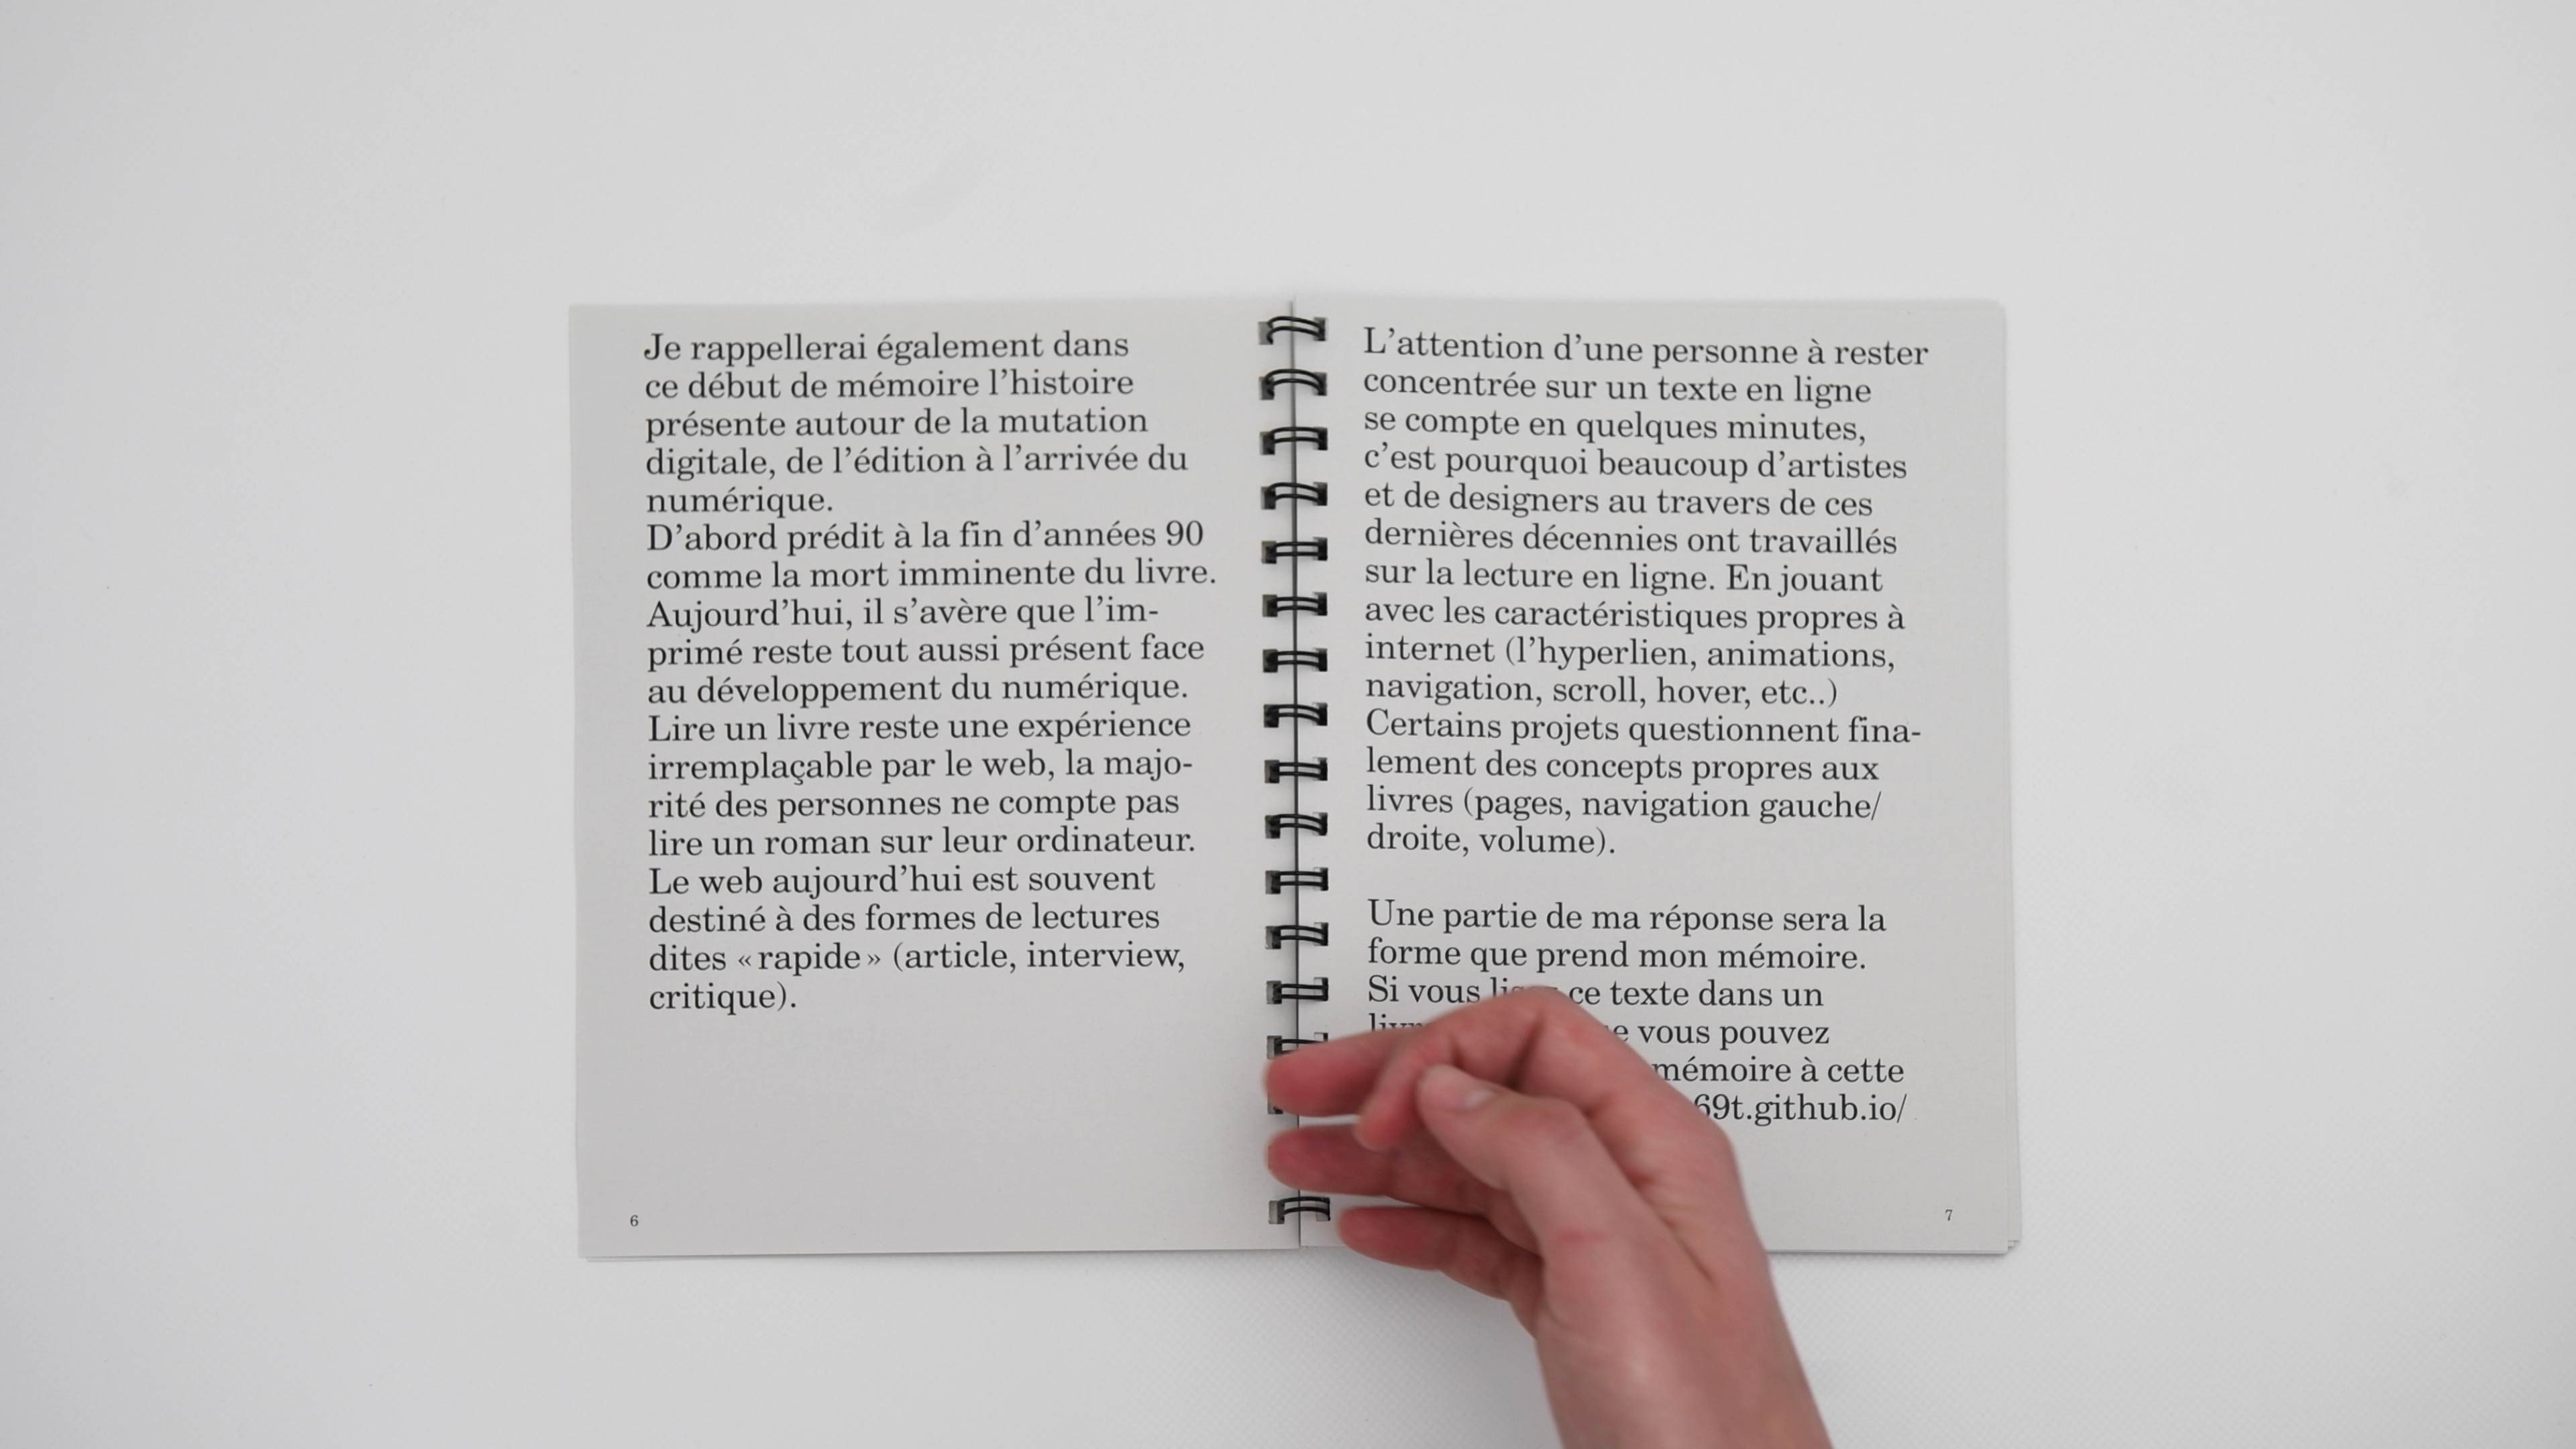 Je rappellerai également dans
ce début de mémoire l’histoire
présente autour de la mutation
digitale, de l’édition à l’arrivée du
numérique.
D’abord prédit à la fin d’années 90
comme la mort imminente du livre.
Aujourd’hui, il s’avère que l’im-
primé reste tout aussi présent face
au développement du numérique.
Lire un livre reste une expérience
irremplaçable par le web, la majo-
rité des personnes ne compte pas
lire un roman sur leur ordinateur.
Le web aujourd’hui est souvent
destiné à des formes de lectures
dites « rapide » (article, interview,
critique).
6
L’attention d’une personne à rester
concentrée sur un texte en ligne
se compte en quelques minutes,
c’est pourquoi beaucoup d’artistes
et de designers au travers de ces
dernières décennies ont travaillés
sur la lecture en ligne. En jouant
avec les caractéristiques propres à
internet (l’hyperlien, animations,
navigation, scroll, hover, etc..)
Certains projets questionnent fina-
lement des concepts propres aux
livres (pages, navigation gauche/
droite, volume).
Une partie de ma réponse sera la
forme que prend mon mémoire.
Si vous ce texte dans un
vous pouvez
mémoire à cette
69t.github.io/
7